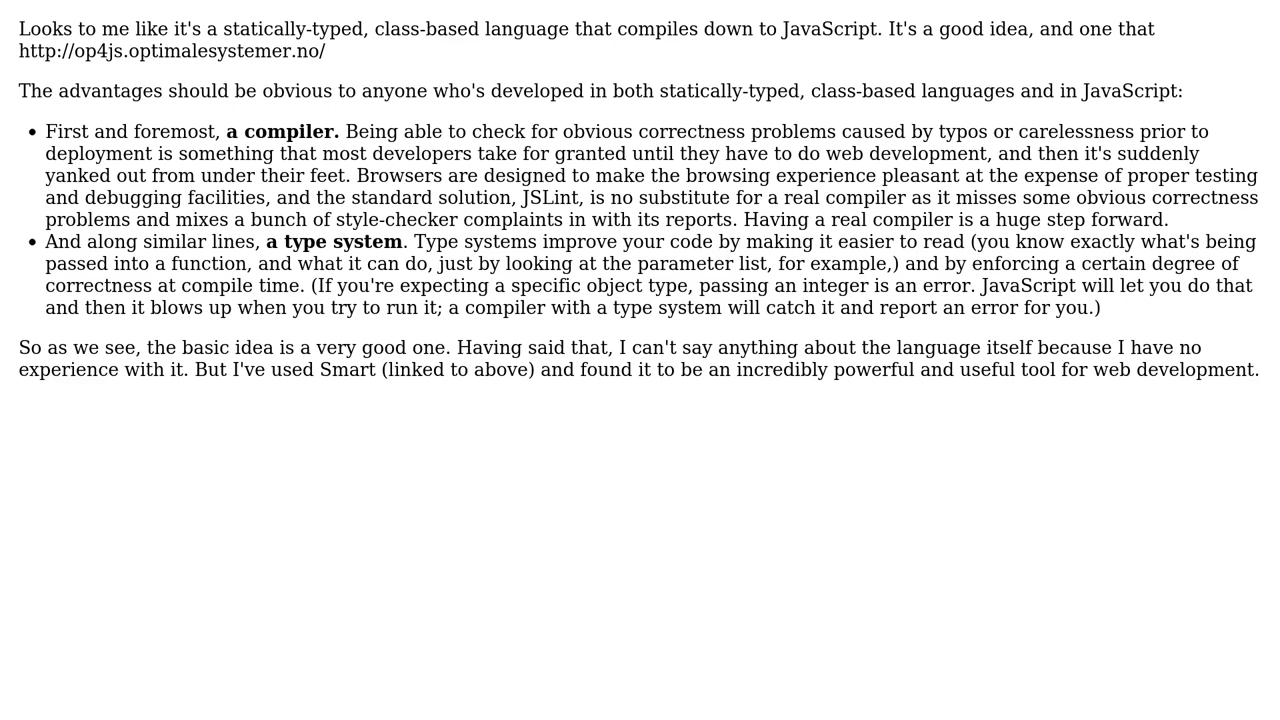 Looks to me like it's a statically-typed, class-based language that compiles down to JavaScript. It's a good idea, and one that
http://op4js.optimalesystemer.no/
The advantages should be obvious to anyone who's developed in both statically-typed, class-based languages and in JavaScript:
• First and foremost, a compiler. Being able to check for obvious correctness problems caused by typos or carelessness prior to
deployment is something that most developers take for granted until they have to do web development, and then it's suddenly
yanked out from under their feet. Browsers are designed to make the browsing experience pleasant at the expense of proper testing
and debugging facilities, and the standard solution, JSLint, is no substitute for a real compiler as it misses some obvious correctness
problems and mixes a bunch of style-checker complaints in with its reports. Having a real compiler is a huge step forward.
• And along similar lines, a type system. Type systems improve your code by making it easier to read (you know exactly what's being
passed into a function, and what it can do, just by looking at the parameter list, for example,) and by enforcing a certain degree of
correctness at compile time. (If you're expecting a specific object type, passing an integer is an error. JavaScript will let you do that
and then it blows up when you try to run it; a compiler with a type system will catch it and report an error for you.)
So as we see, the basic idea is a very good one. Having said that, I can't say anything about the language itself because I have no
experience with it. But I've used Smart (linked to above) and found it to be an incredibly powerful and useful tool for web development.